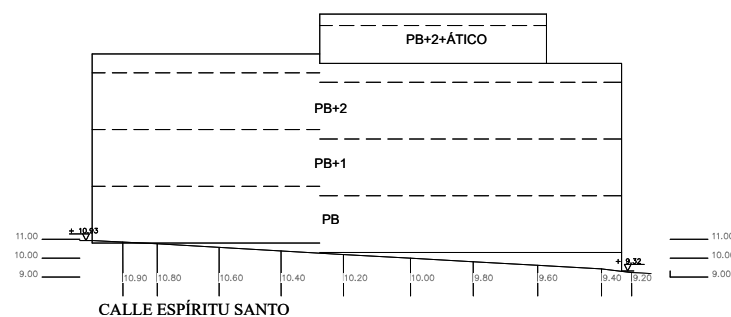 PB+2+ÁTICO
PB+2
PB+1
PB
+ 10.93
11.00
10.00
9.00
+ 9.32
11.00
10.00
9.00
10.90 10.80 10.60 10.40 10.20 10.00 9.80 9.60 9.40 9.20
CALLE ESPÍRITU SANTO